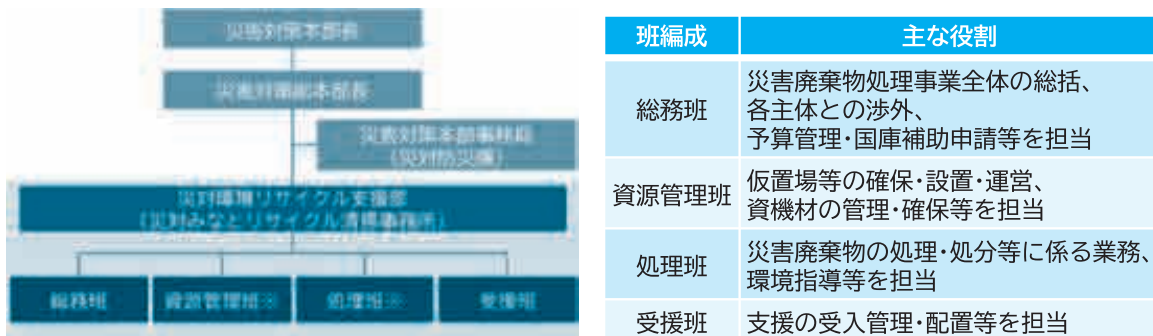 災害対策本部長
災害対策副本部長
災害対策本部事務局
(災対防災課)
災対環境リサイクル支援部
(災対みなとリサイクル清掃事務所)
総務班
資源管理班※
処理班※
受援班
班編成 主な役割
総務班
災害廃棄物処理事業全体の総括、
各主体との渉外、
予算管理・国庫補助申請等を担当
資源管理班
仮置場等の確保・設置・運営、
資機材の管理・確保等を担当
処理班
災害廃棄物の処理・処分等に係る業務、
環境指導等を担当
受援班
支援の受入管理・配置等を担当